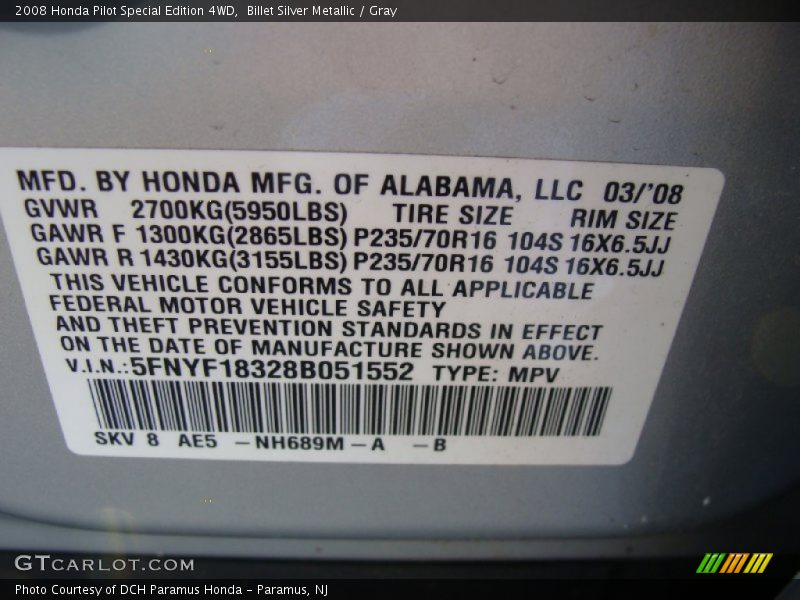 2008 Honda Pilot Special Edition 4WD,  Billet Silver Metallic / Gray
MFD. BY HONDA MFG. OF ALABAMA, LLC 03/'08
GVWR 2700KG(5950LBS) TIRE SIZE RIM SIZE
GAWR F 1300KG(2865LBS) P235/70R16 104S 16X6.5JJ
GAWR R 1430KG(3155LBS) P235/70R16 104S 16X6.5JJ
THIS VEHICLE CONFORMS TO ALL APPLICABLE
FEDERAL MOTOR VEHICLE SAFETY
AND THEFT PREVENTION STANDARDS IN EFFECT
ON THE DATE OF MANUFACTURE SHOWN ABOVE.
V.I.N.:5FNYF18328B051552 TYPE: MPV
SKV 8 AE5 -NH689M-A -B
GTCARLOT.COM
Photo Courtesy of DCH Paramus Honda - Paramus, NJ